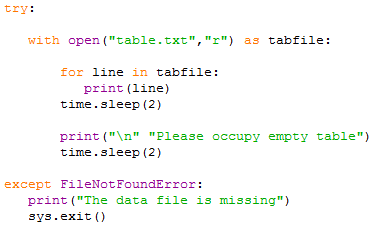 try:
with open("table.txt","r") as tabfile:
for line in tabfile:
print(line)
time.sleep(2)
print("\n" "Please occupy empty table")
time.sleep(2)
except FileNotFoundError:
print("The data file is missing")
sys.exit()